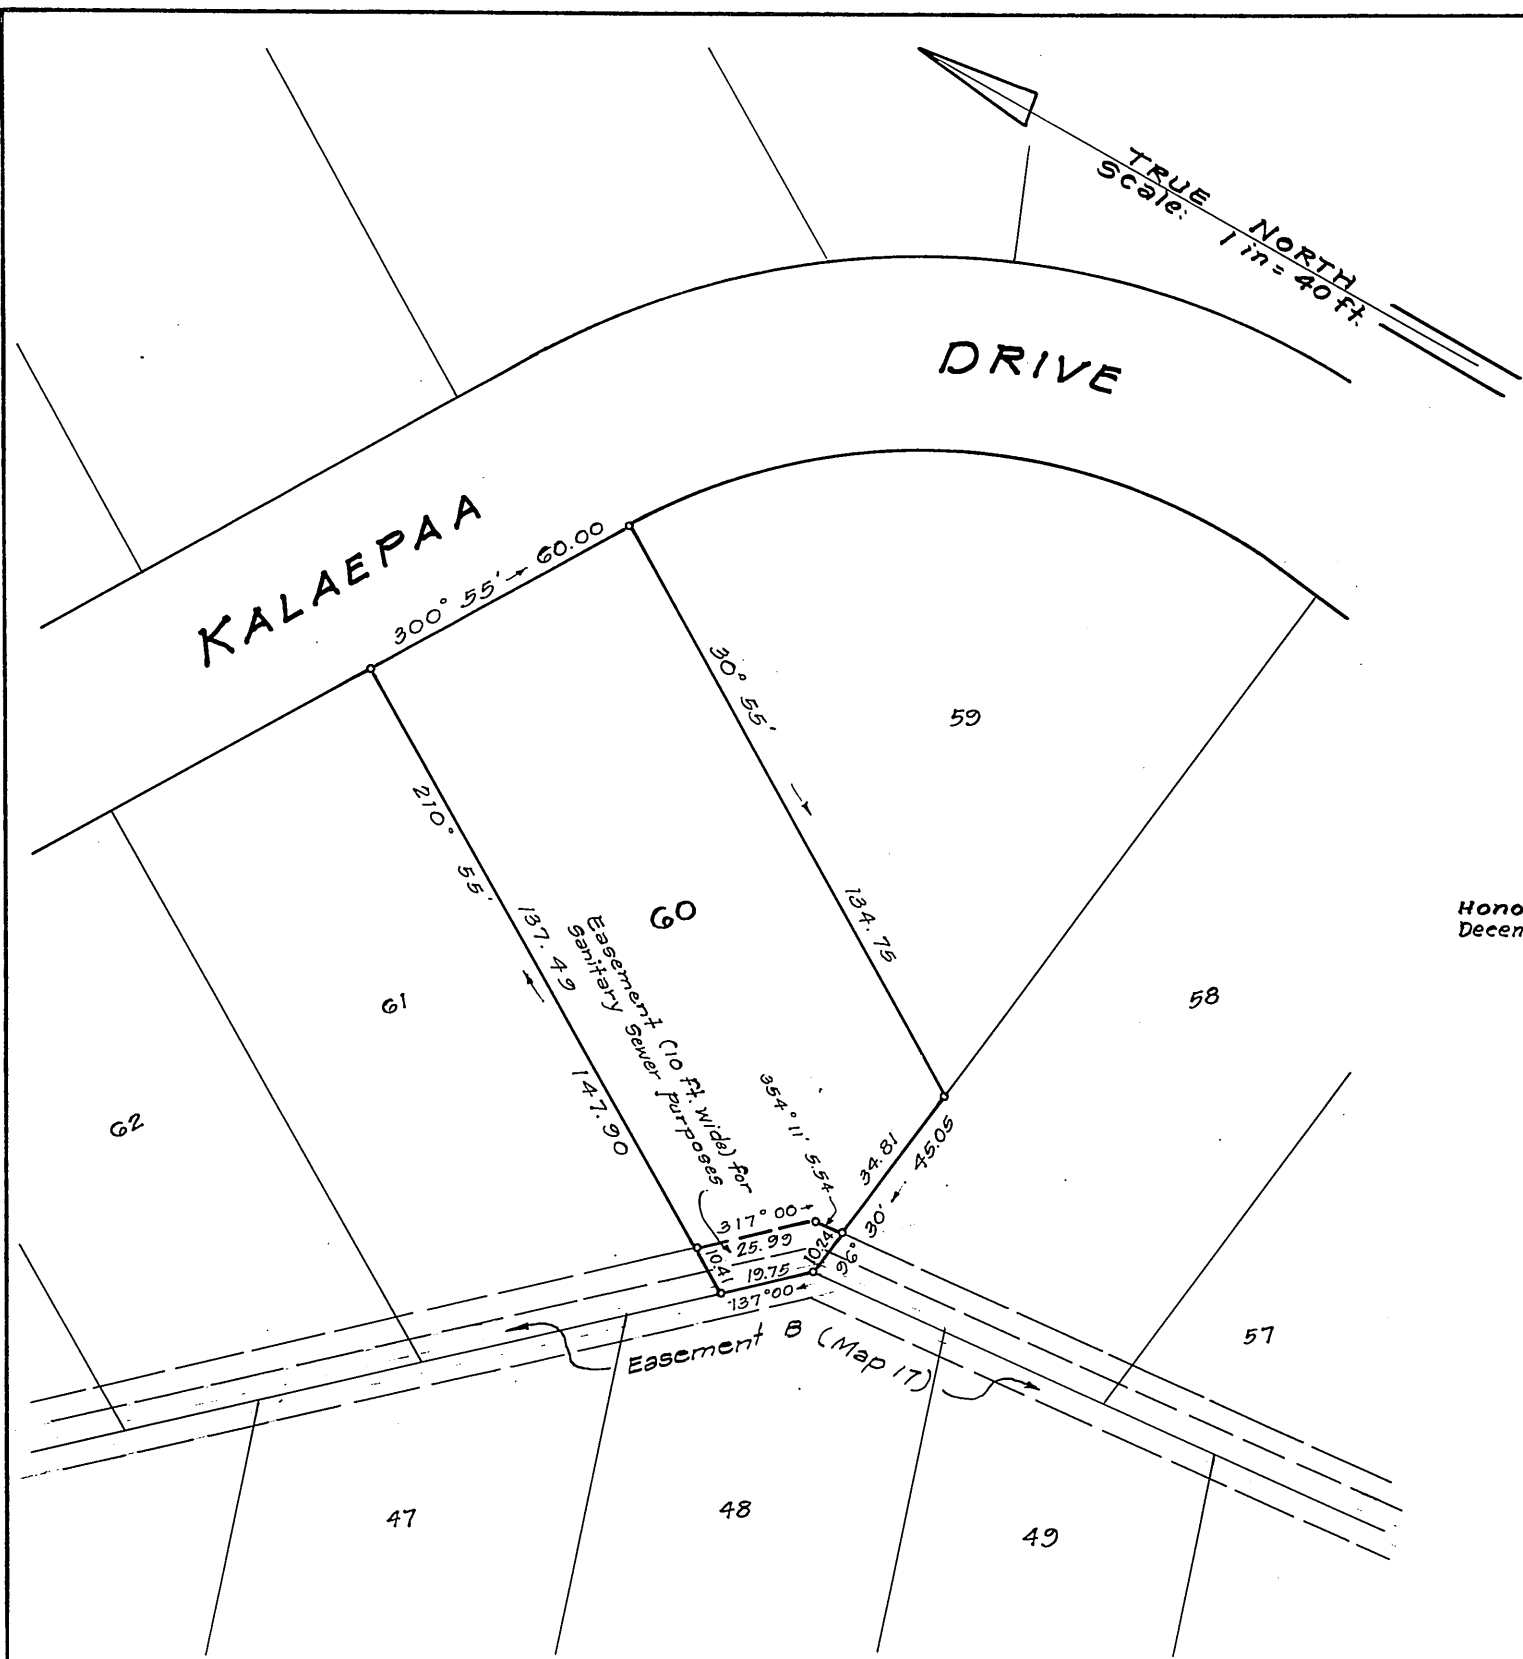 TRUE NORTH
Scale: 1 in = 40 ft.
KALAEPAA DRIVE
300° 55' 60.00
30° 55'
134.75
59
210° 55'
137.49
147.90
60
Easement (10 ft. wide) for
Sanitary Sewer purposes
61
62
58
Hono
Decem
354° 11' 5.54
34.81
45.05
96° 30'
317° 00
25.99
10.41
10.24
19.75
137° 00
Easement B (Map 17)
57
47
48
49